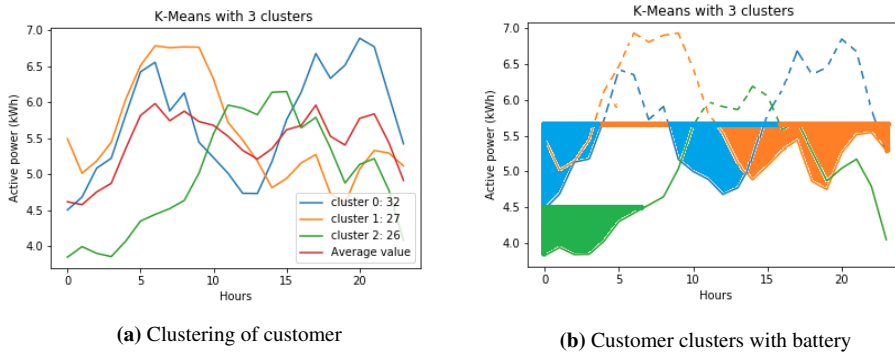 K-Means with 3 clusters
7.0
6.5
6.0
5.5
5.0
4.5
4.0
Active power (kWh)
0 5 10 15 20
Hours
cluster 0: 32
cluster 1: 27
cluster 2: 26
Average value
(a) Clustering of customer
K-Means with 3 clusters
7.0
6.5
6.0
5.5
5.0
4.5
4.0
Active power (kWh)
0 5 10 15 20
Hours
(b) Customer clusters with battery